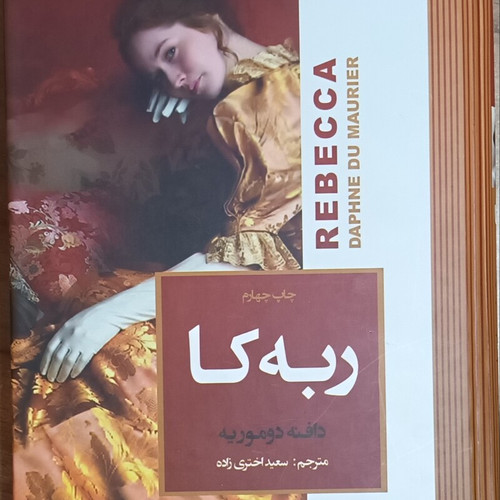 REBECCA
DAPHNE DU MAURIER
چاپ چهارم
ربه‌کا
دافنه دوموریه
مترجم: سعید اختری زاده